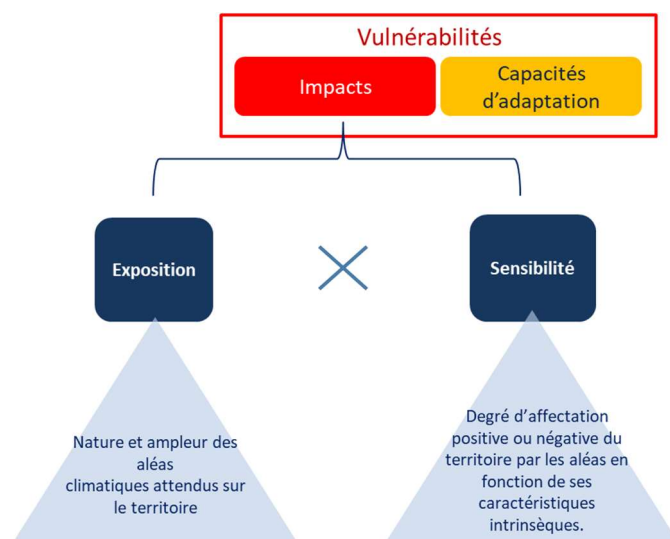 Vulnérabilités
Impacts
Capacités
d’adaptation
Exposition
Sensibilité
Nature et ampleur des
aléas
climatiques attendus sur
le territoire
Degré d’affectation
positive ou négative du
territoire par les aléas en
fonction de ses
caractéristiques
intrinsèques.